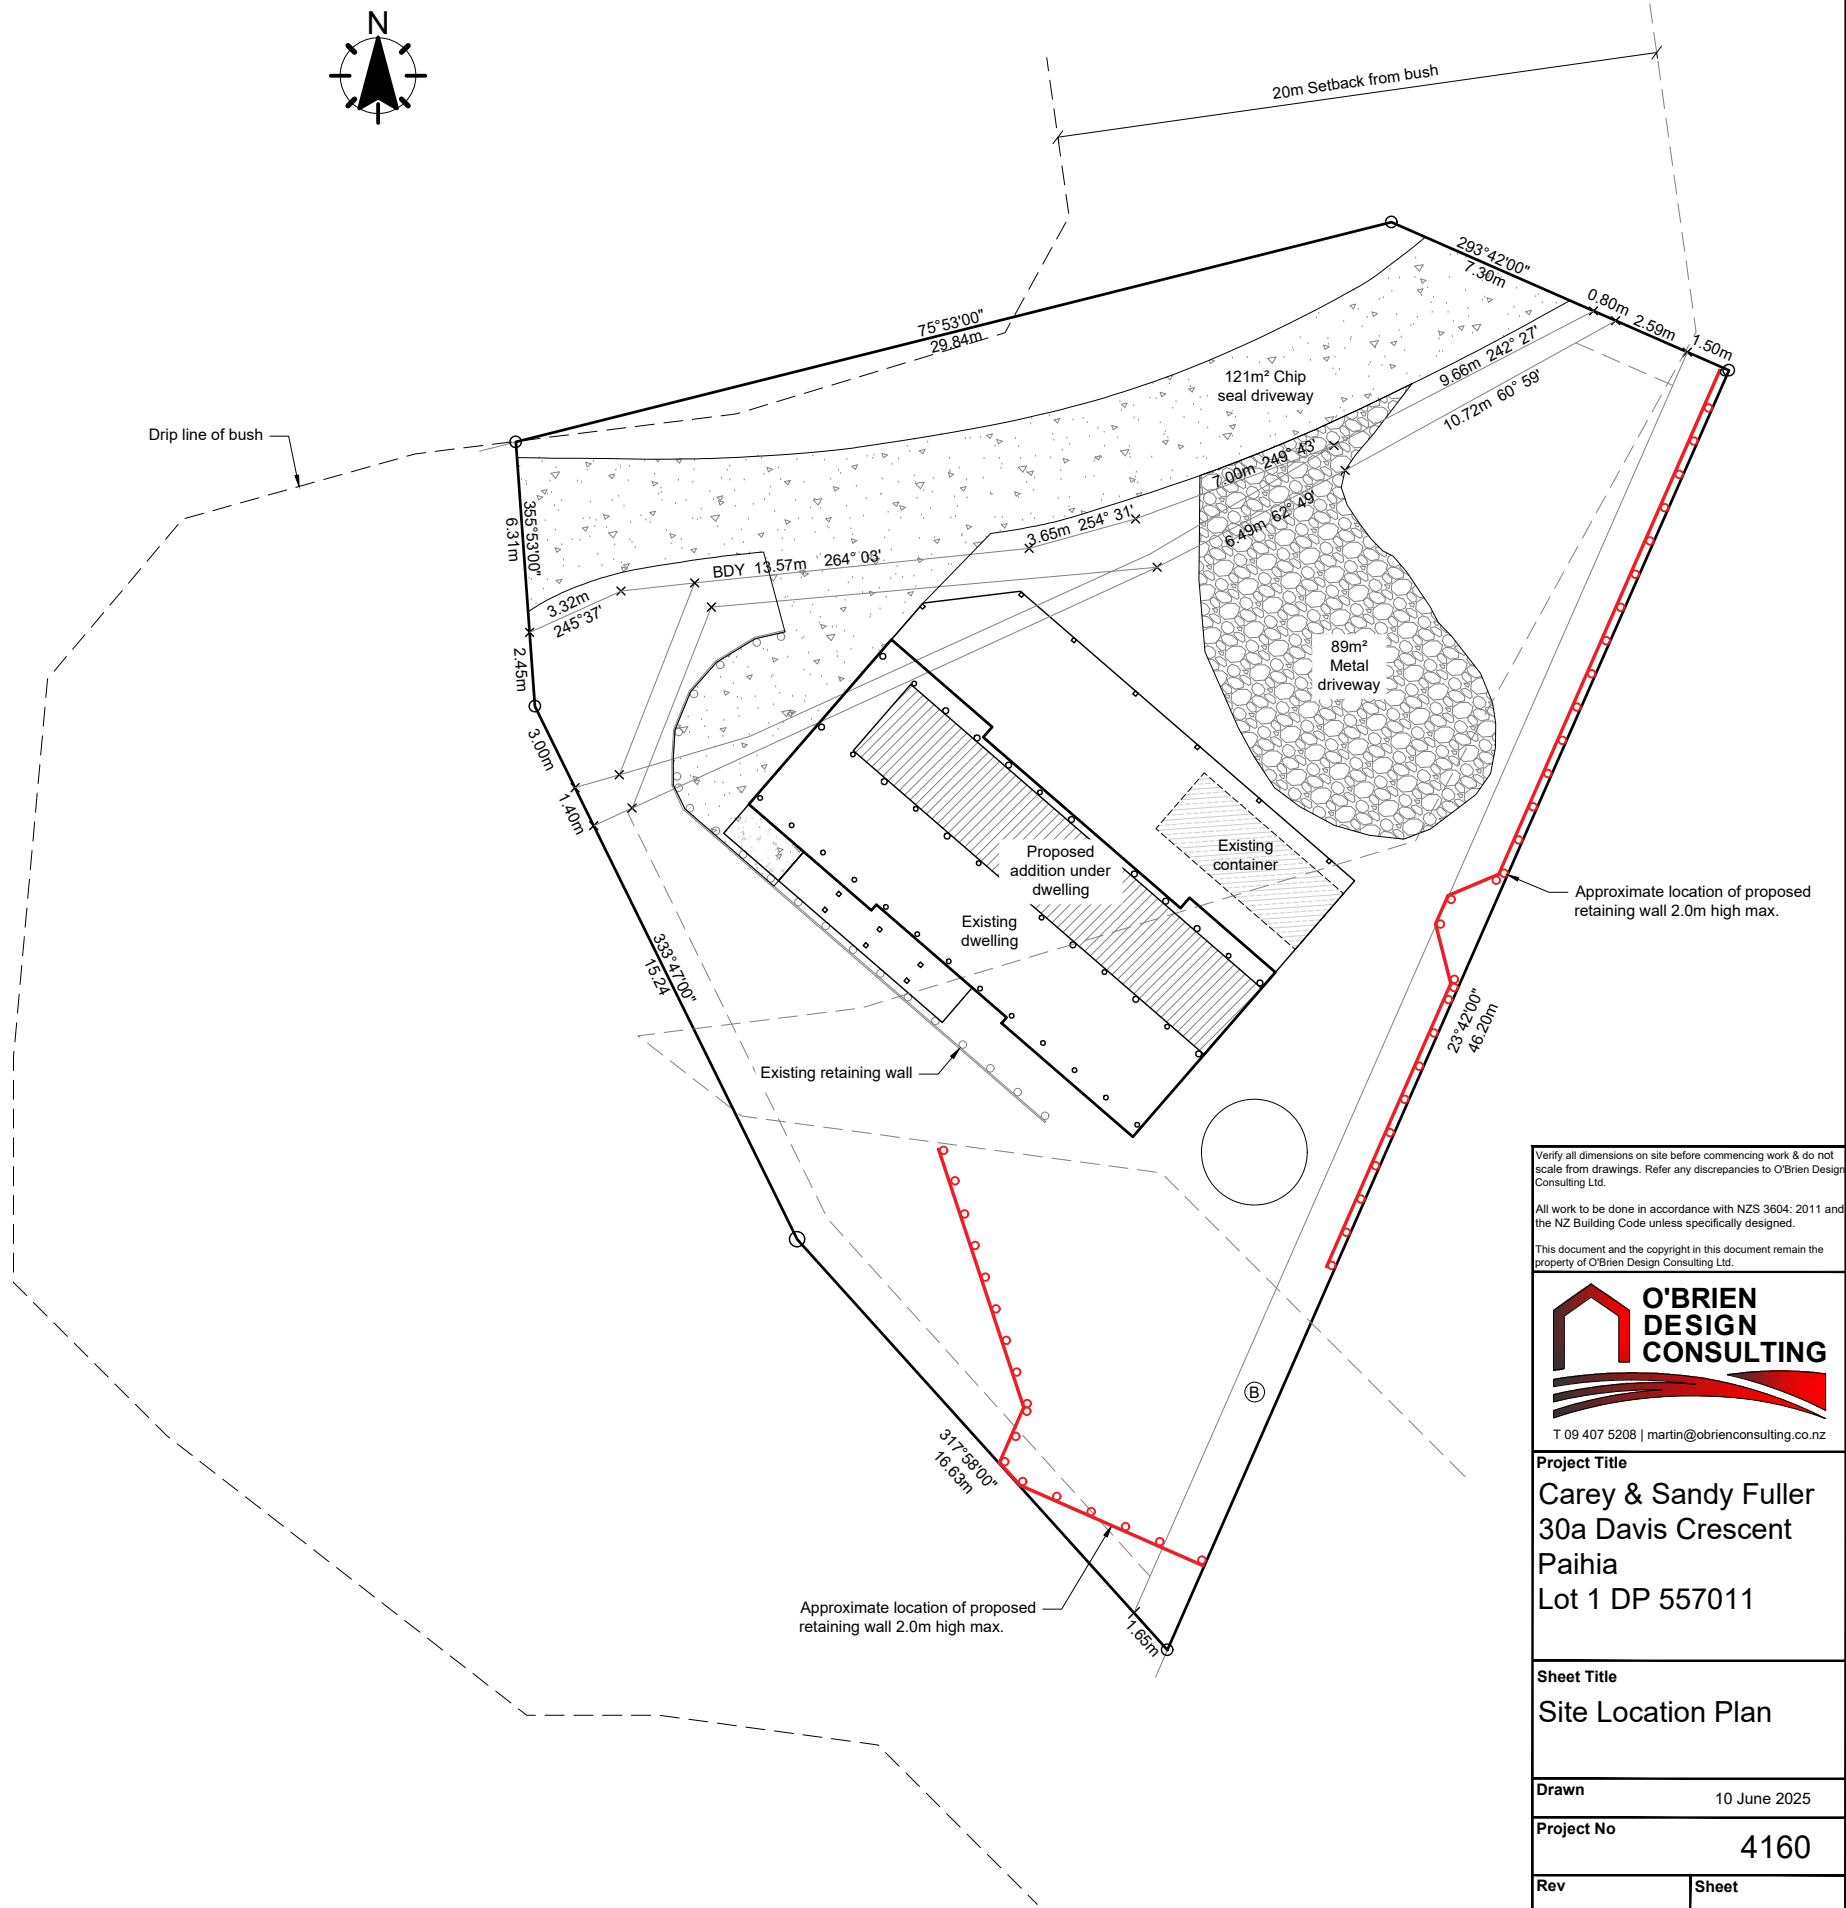 N
20m Setback from bush
293°42'00"
7.30m
0.80m
2.59m
1.50m
75°53'00"
29.84m
9.66m 242° 27'
10.72m 60° 59'
121m² Chip
seal driveway
Drip line of bush
7.00m 249° 43'
6.49m 62° 49'
3.65m 254° 31'
BDY 13.57m 264° 03'
355°53'00"
6.31m
3.32m
245°37'
2.45m
3.00m
1.40m
89m²
Metal
driveway
Proposed
addition under
dwelling
Existing
container
Existing
dwelling
Approximate location of proposed
retaining wall 2.0m high max.
333°47'00"
15.24
23°42'00"
46.20m
Existing retaining wall
B
317°58'00"
16.63m
Approximate location of proposed
retaining wall 2.0m high max.
1.65m
Verify all dimensions on site before commencing work & do not
scale from drawings. Refer any discrepancies to O'Brien Design
Consulting Ltd.
All work to be done in accordance with NZS 3604: 2011 and
the NZ Building Code unless specifically designed.
This document and the copyright in this document remain the
property of O'Brien Design Consulting Ltd.
O'BRIEN
DESIGN
CONSULTING
T 09 407 5208 | martin@obrienconsulting.co.nz
Project Title
Carey & Sandy Fuller
30a Davis Crescent
Paihia
Lot 1 DP 557011
Sheet Title
Site Location Plan
Drawn
10 June 2025
Project No
4160
Rev
Sheet